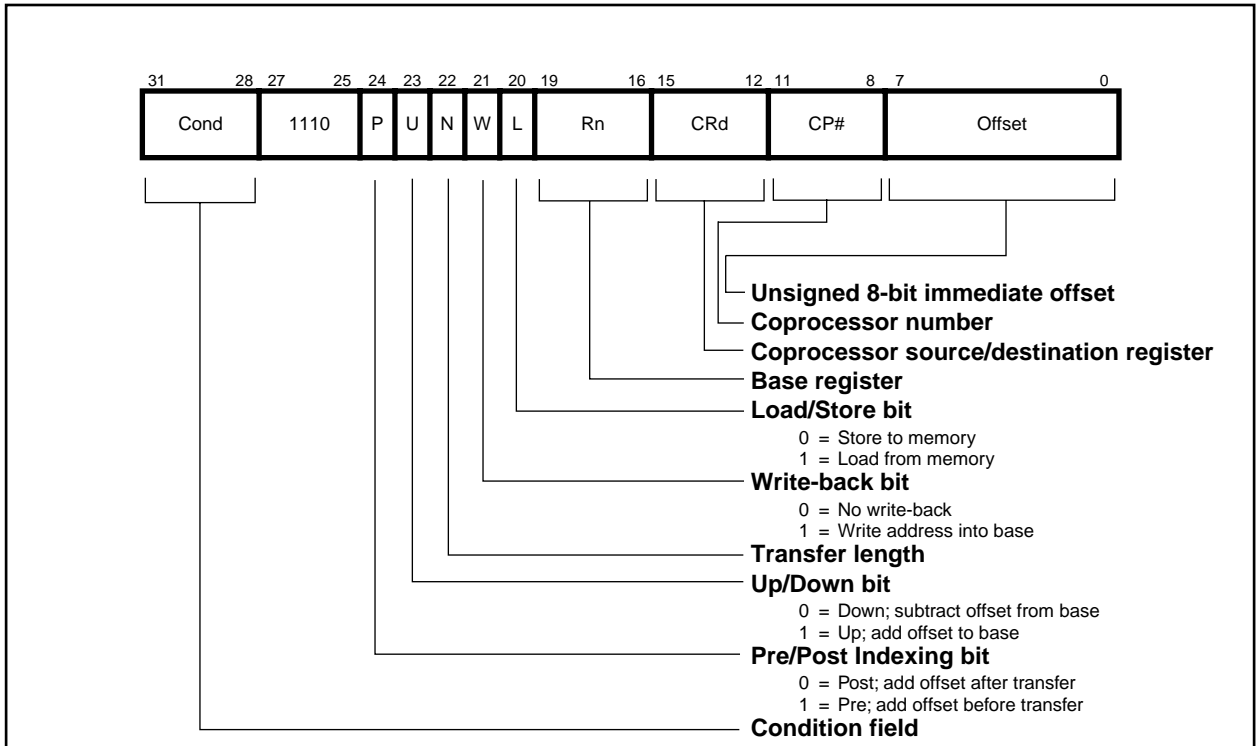 31 28 27 25 24 23 22 21 20 19 16 15 12 11 8 7 0
Cond 1110 P U N W L Rn CRd CP# Offset
Unsigned 8-bit immediate offset
Coprocessor number
Coprocessor source/destination register
Base register
Load/Store bit
0 = Store to memory
1 = Load from memory
Write-back bit
0 = No write-back
1 = Write address into base
Transfer length
Up/Down bit
0 = Down; subtract offset from base
1 = Up; add offset to base
Pre/Post Indexing bit
0 = Post; add offset after transfer
1 = Pre; add offset before transfer
Condition field